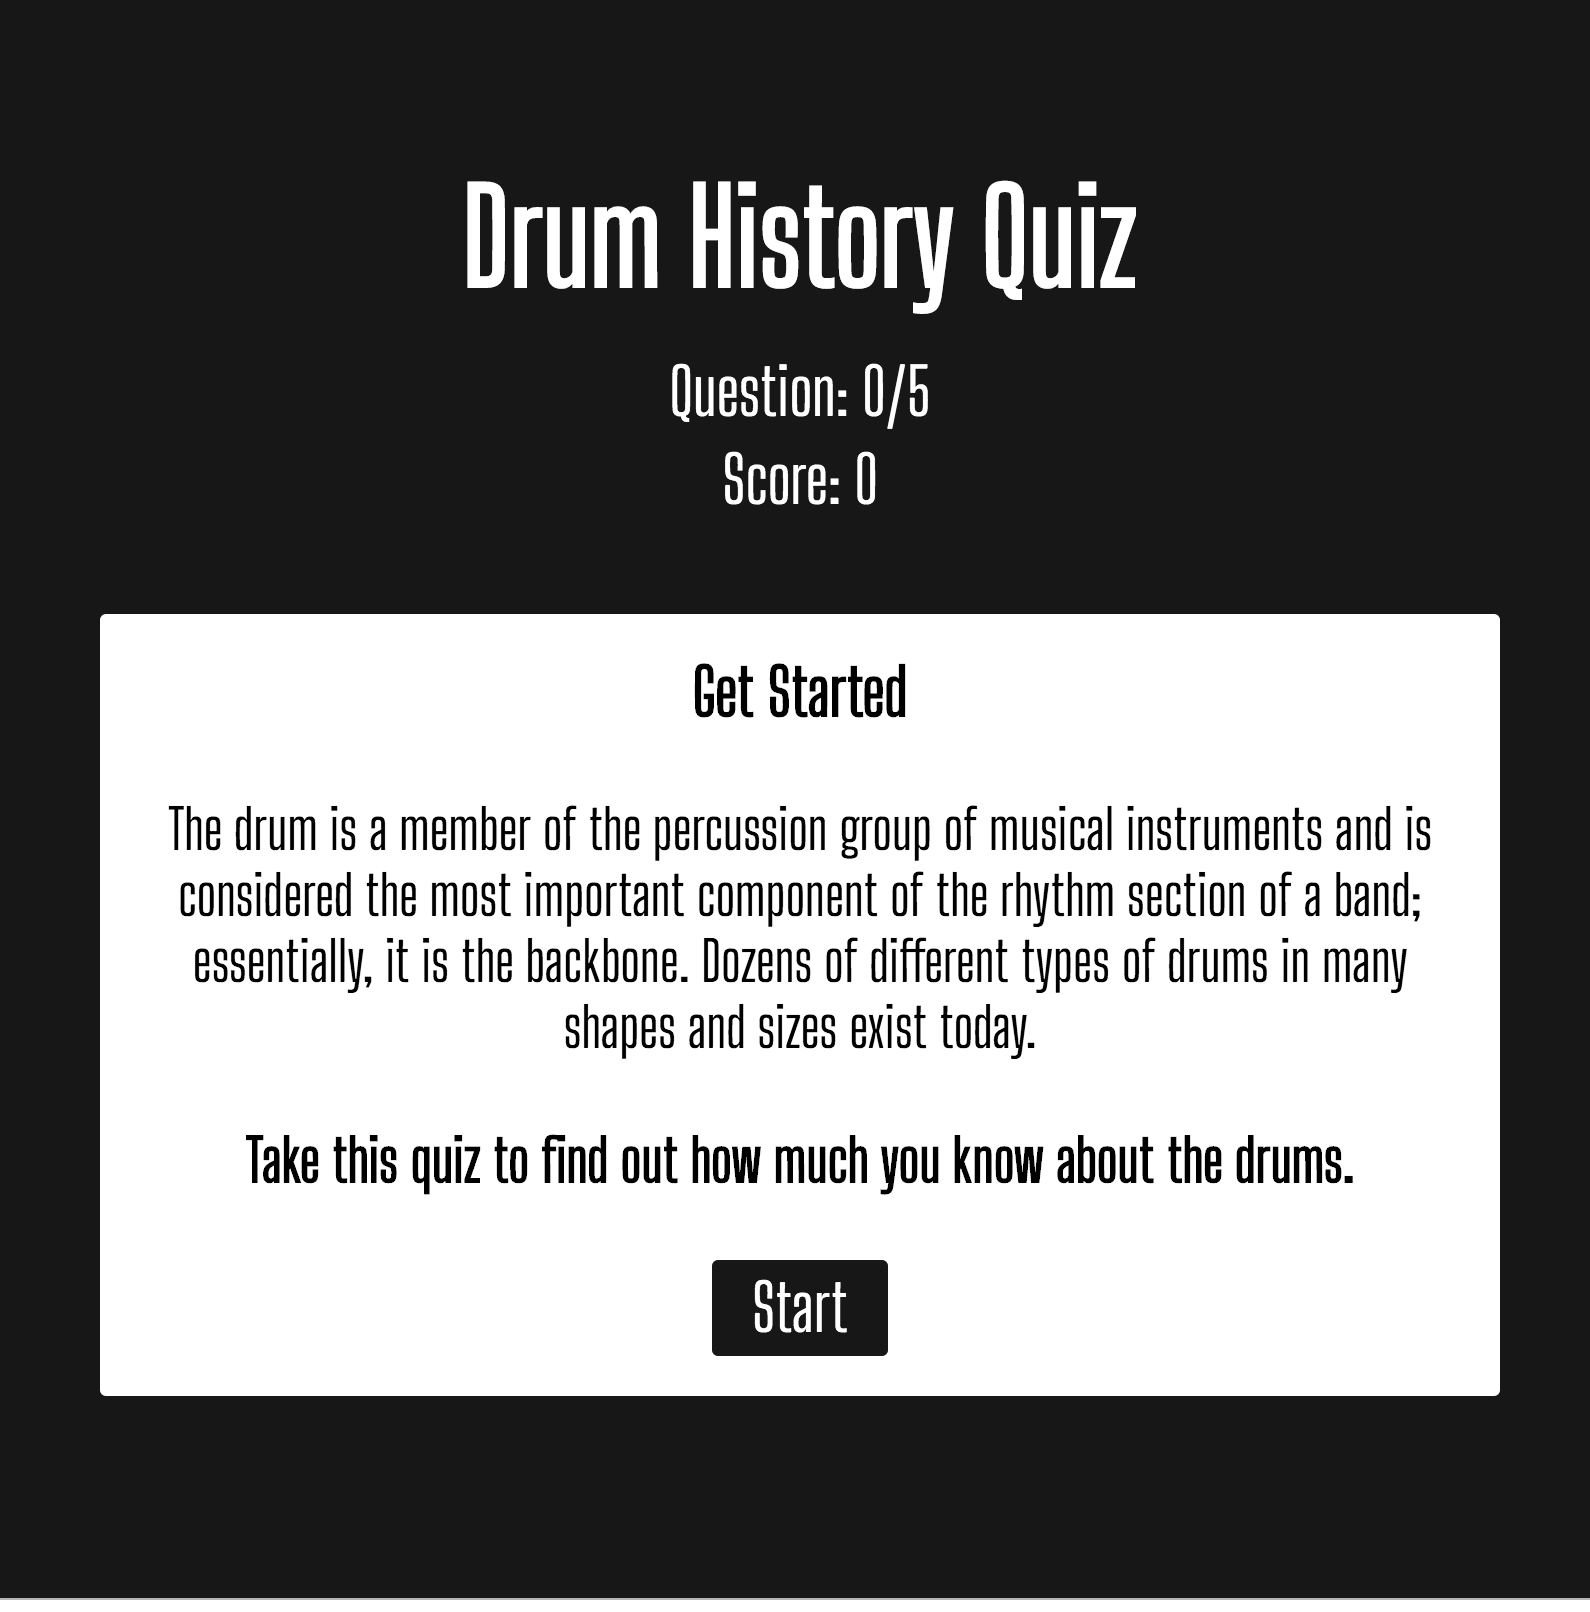 Drum History Quiz
Question: 0/5
Score: 0
Get Started
The drum is a member of the percussion group of musical instruments and is
considered the most important component of the rhythm section of a band;
essentially, it is the backbone. Dozens of different types of drums in many
shapes and sizes exist today.
Take this quiz to find out how much you know about the drums.
Start